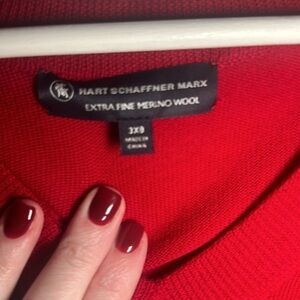 HART SCHAFFNER MARX
EXTRA FINE MERINO WOOL
3XB
MADE IN
CHINA